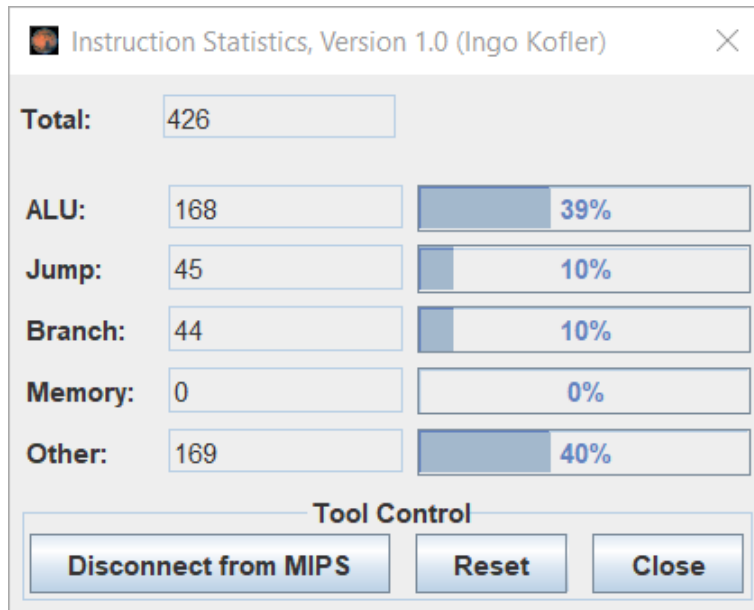 Instruction Statistics, Version 1.0 (Ingo Kofler)
Total: 426
ALU: 168 39%
Jump: 45 10%
Branch: 44 10%
Memory: 0 0%
Other: 169 40%
Tool Control
Disconnect from MIPS Reset Close